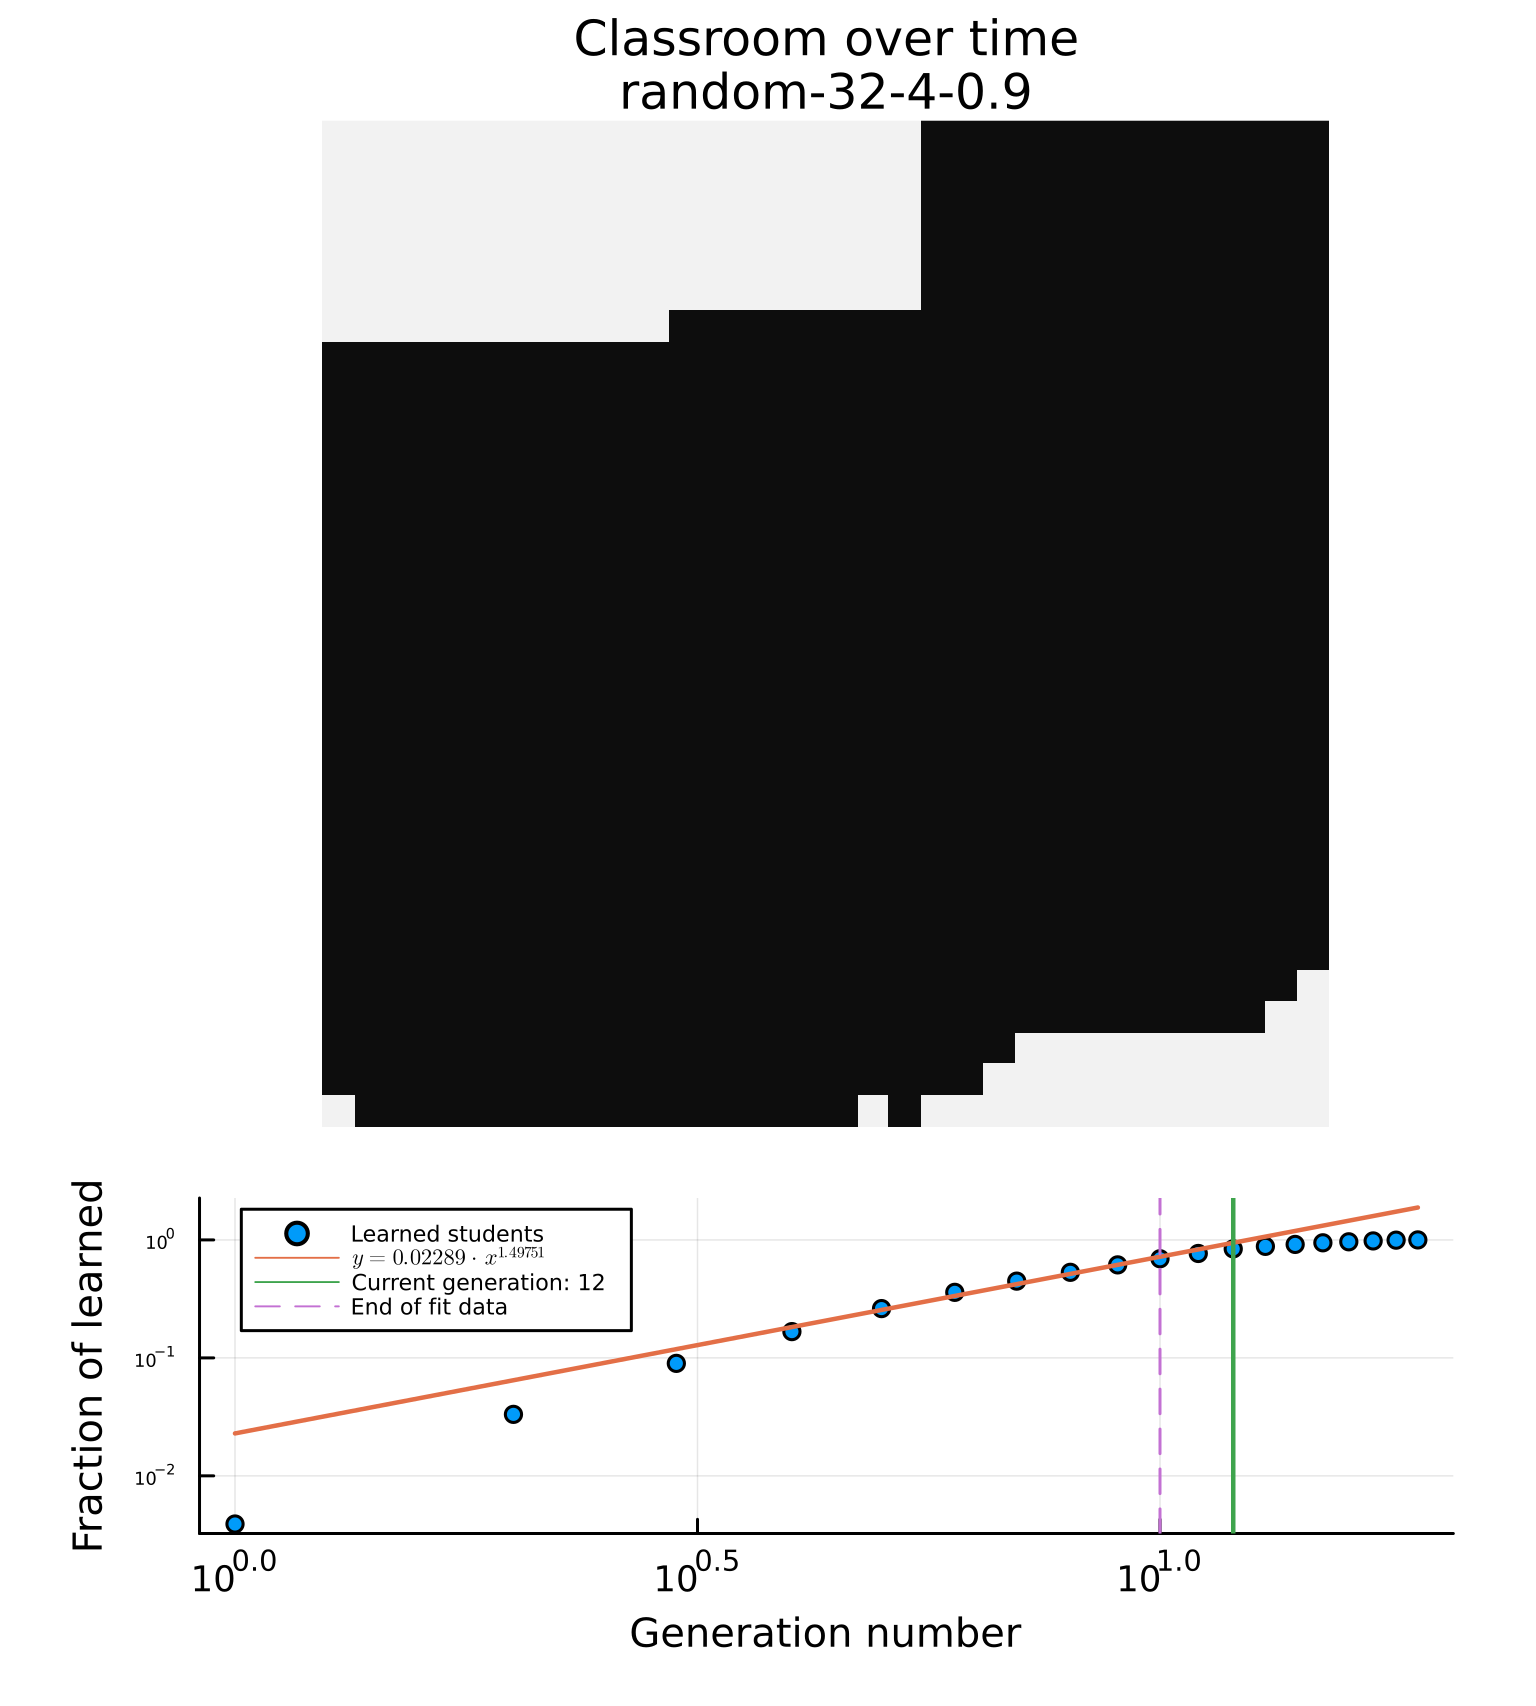 Classroom over time
random-32-4-0.9
Fraction of learned
10⁰
10⁻¹
10⁻²
Learned students
y = 0.02289 · x^1.49751
Current generation: 12
End of fit data
10^0.0 10^0.5 10^1.0
Generation number